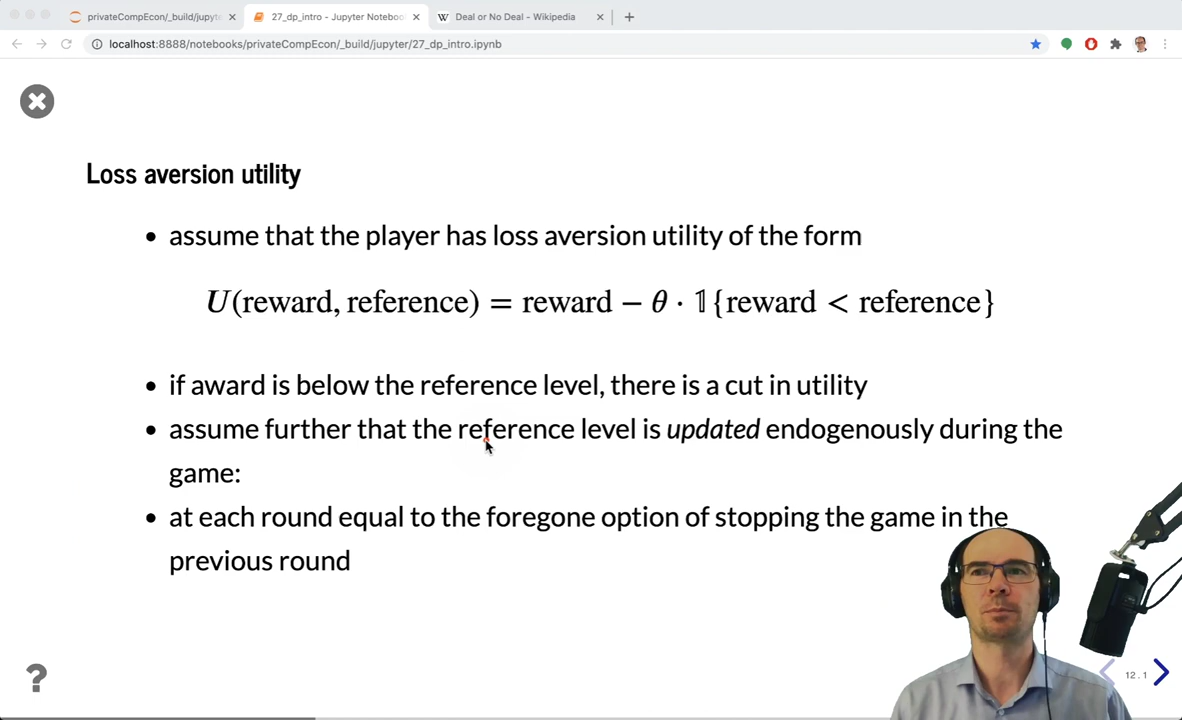 privateCompEcon/_build/jupyte
27_dp_intro - Jupyter Noteboo
W Deal or No Deal - Wikipedia
localhost:8888/notebooks/privateCompEcon/_build/jupyter/27_dp_intro.ipynb
Loss aversion utility
• assume that the player has loss aversion utility of the form
U(reward, reference) = reward − θ · 𝟙{reward < reference}
• if award is below the reference level, there is a cut in utility
• assume further that the reference level is updated endogenously during the
game:
• at each round equal to the foregone option of stopping the game in the
previous round
?
12.1